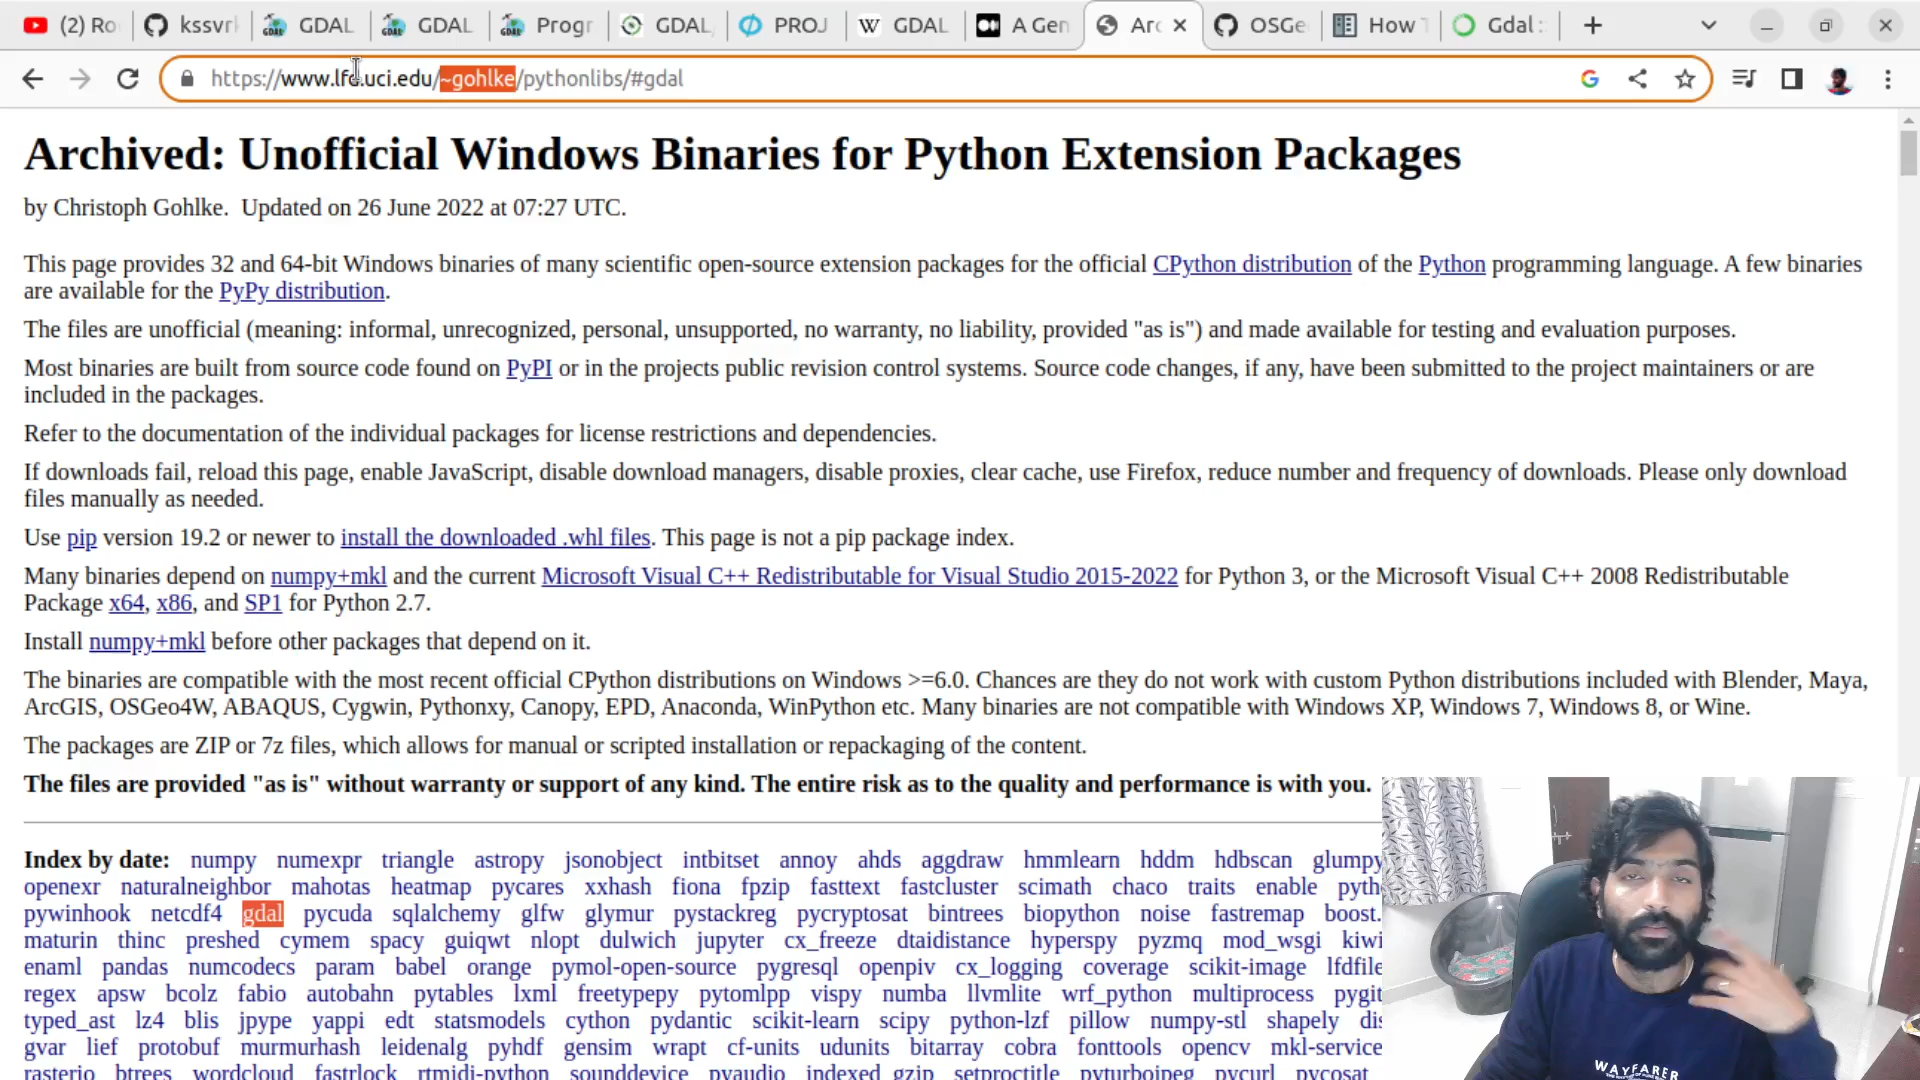 (2) Ro
kssvrk
GDAL
GDAL
Progr
GDAL,
PROJ
GDAL
A Gen
Arc
OSGe
How T
Gdal :
https://www.lfd.uci.edu/~gohlke/pythonlibs/#gdal
Archived: Unofficial Windows Binaries for Python Extension Packages
by Christoph Gohlke. Updated on 26 June 2022 at 07:27 UTC.
This page provides 32 and 64-bit Windows binaries of many scientific open-source extension packages for the official CPython distribution of the Python programming language. A few binaries
are available for the PyPy distribution.
The files are unofficial (meaning: informal, unrecognized, personal, unsupported, no warranty, no liability, provided "as is") and made available for testing and evaluation purposes.
Most binaries are built from source code found on PyPI or in the projects public revision control systems. Source code changes, if any, have been submitted to the project maintainers or are
included in the packages.
Refer to the documentation of the individual packages for license restrictions and dependencies.
If downloads fail, reload this page, enable JavaScript, disable download managers, disable proxies, clear cache, use Firefox, reduce number and frequency of downloads. Please only download
files manually as needed.
Use pip version 19.2 or newer to install the downloaded .whl files. This page is not a pip package index.
Many binaries depend on numpy+mkl and the current Microsoft Visual C++ Redistributable for Visual Studio 2015-2022 for Python 3, or the Microsoft Visual C++ 2008 Redistributable
Package x64, x86, and SP1 for Python 2.7.
Install numpy+mkl before other packages that depend on it.
The binaries are compatible with the most recent official CPython distributions on Windows >=6.0. Chances are they do not work with custom Python distributions included with Blender, Maya,
ArcGIS, OSGeo4W, ABAQUS, Cygwin, Pythonxy, Canopy, EPD, Anaconda, WinPython etc. Many binaries are not compatible with Windows XP, Windows 7, Windows 8, or Wine.
The packages are ZIP or 7z files, which allows for manual or scripted installation or repackaging of the content.
The files are provided "as is" without warranty or support of any kind. The entire risk as to the quality and performance is with you.
Index by date: numpy numexpr triangle astropy jsonobject intbitset annoy ahds aggdraw hmmlearn hddm hdbscan glumpy
openexr naturalneighbor mahotas heatmap pycares xxhash fiona fpzip fasttext fastcluster scimath chaco traits enable pyth
pywinhook netcdf4 gdal pycuda sqlalchemy glfw glymur pystackreg pycryptosat bintrees biopython noise fastremap boost.
maturin thinc preshed cymem spacy guiqwt nlopt dulwich jupyter cx_freeze dtaidistance hyperspy pyzmq mod_wsgi kiwi
enaml pandas numcodecs param babel orange pymol-open-source pygresql openpiv cx_logging coverage scikit-image lfdfile
regex apsw bcolz fabio autobahn pytables lxml freetypepy pytomlpp vispy numba llvmlite wrf_python multiprocess pygit
typed_ast lz4 blis jpype yappi edt statsmodels cython pydantic scikit-learn scipy python-lzf pillow numpy-stl shapely dis
gvar lief protobuf murmurhash leidenalg pyhdf gensim wrapt cf-units udunits bitarray cobra fonttools opencv mkl-service
rasterio btrees wordcloud fastrlock rtmidi-python sounddevice pyaudio indexed_gzip setproctitle pyturbojpeg pycurl pycosat
WAYFARER